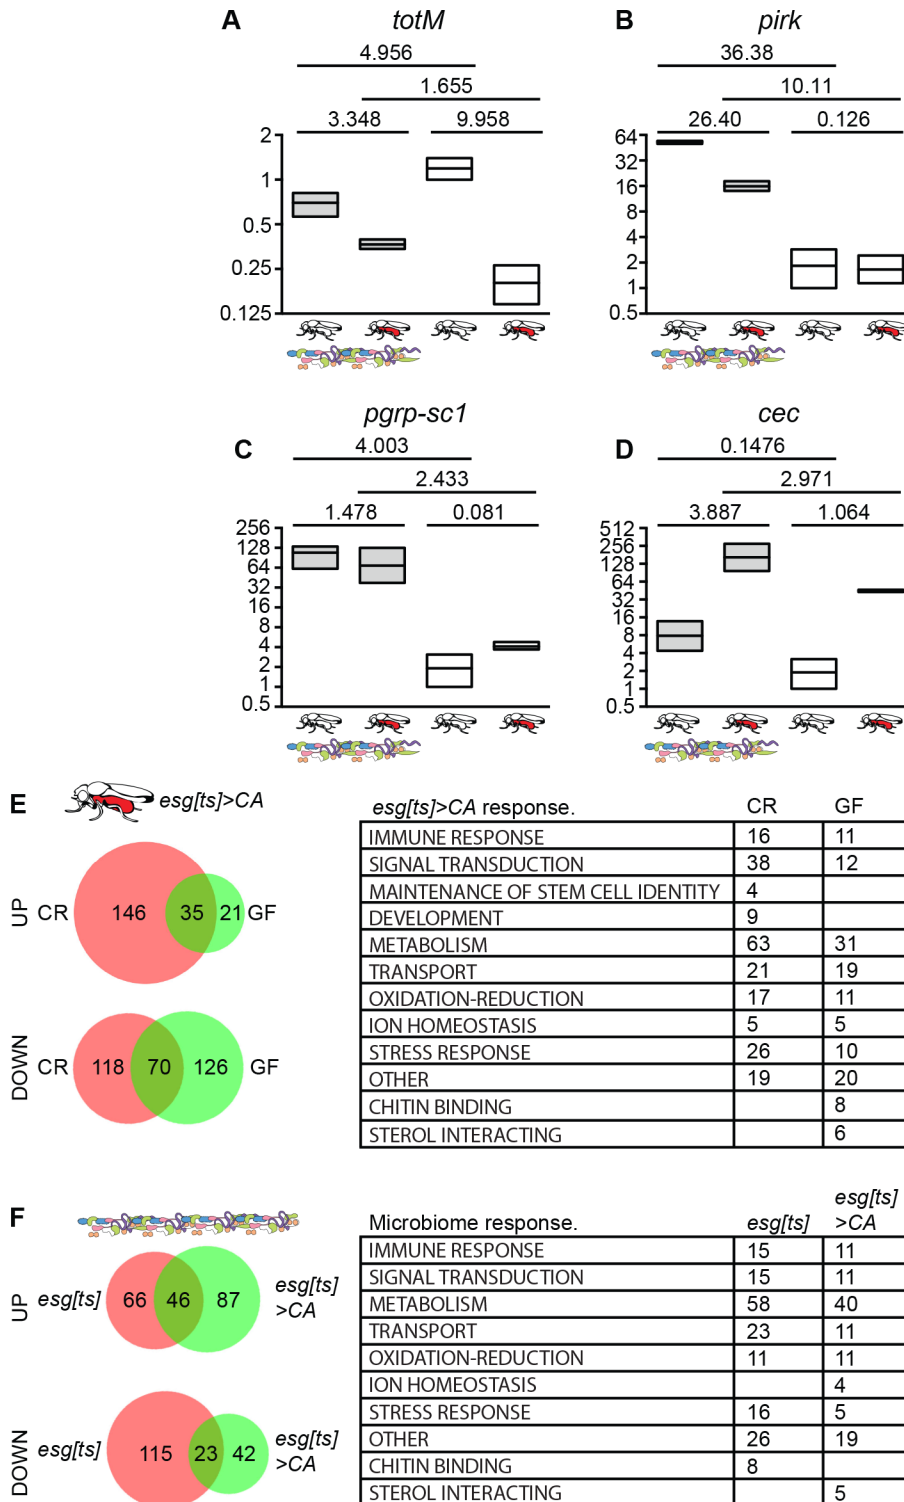 A totM
4.956
1.655
3.348 9.958
2
1
0.5
0.25
0.125
B pirk
36.38
10.11
26.40 0.126
64
32
16
8
4
2
1
0.5
C pgrp-sc1
4.003
2.433
1.478 0.081
256
128
64
32
16
8
4
2
1
0.5
D cec
0.1476
2.971
3.887 1.064
512
256
128
64
32
16
8
4
2
1
0.5
E esg[ts]>CA
UP CR 146 35 21 GF
DOWN CR 118 70 126 GF
esg[ts]>CA response. CR GF
IMMUNE RESPONSE 16 11
SIGNAL TRANSDUCTION 38 12
MAINTENANCE OF STEM CELL IDENTITY 4
DEVELOPMENT 9
METABOLISM 63 31
TRANSPORT 21 19
OXIDATION-REDUCTION 17 11
ION HOMEOSTASIS 5 5
STRESS RESPONSE 26 10
OTHER 19 20
CHITIN BINDING 8
STEROL INTERACTING 6
F
UP esg[ts] 66 46 87 esg[ts]
>CA
DOWN esg[ts] 115 23 42 esg[ts]
>CA
esg[ts]
Microbiome response. esg[ts] >CA
IMMUNE RESPONSE 15 11
SIGNAL TRANSDUCTION 15 11
METABOLISM 58 40
TRANSPORT 23 11
OXIDATION-REDUCTION 11 11
ION HOMEOSTASIS 4
STRESS RESPONSE 16 5
OTHER 26 19
CHITIN BINDING 8
STEROL INTERACTING 5